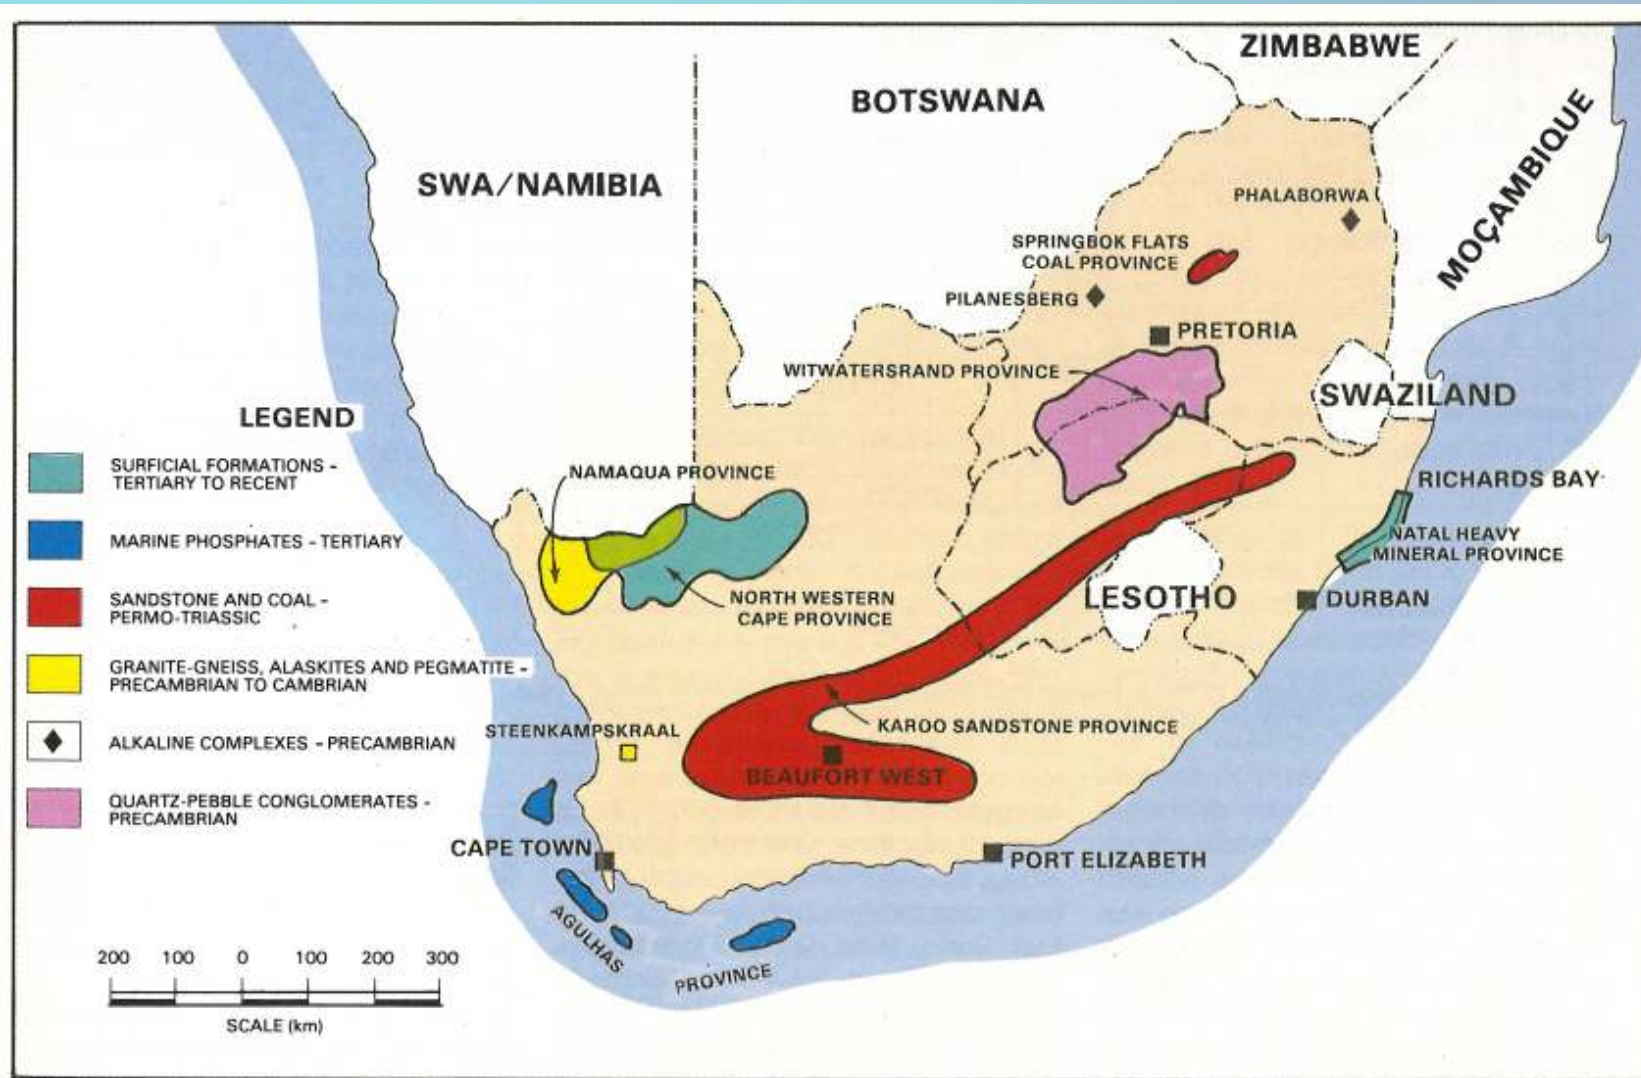 ZIMBABWE
BOTSWANA
MOÇAMBIQUE
SWA/NAMIBIA
PHALABORWA
SPRINGBOK FLATS
COAL PROVINCE
PILANESBERG
PRETORIA
WITWATERSRAND PROVINCE
SWAZILAND
LEGEND
SURFICIAL FORMATIONS -
TERTIARY TO RECENT
MARINE PHOSPHATES - TERTIARY
SANDSTONE AND COAL -
PERMO-TRIASSIC
GRANITE-GNEISS, ALASKITES AND PEGMATITE -
PRECAMBRIAN TO CAMBRIAN
ALKALINE COMPLEXES - PRECAMBRIAN
QUARTZ-PEBBLE CONGLOMERATES -
PRECAMBRIAN
NAMAQUA PROVINCE
RICHARDS BAY
NATAL HEAVY
MINERAL PROVINCE
NORTH WESTERN
CAPE PROVINCE
LESOTHO
DURBAN
KAROO SANDSTONE PROVINCE
STEENKAMPSKRAAL
BEAUFORT WEST
CAPE TOWN
PORT ELIZABETH
AGULHAS
PROVINCE
200 100 0 100 200 300
SCALE (km)